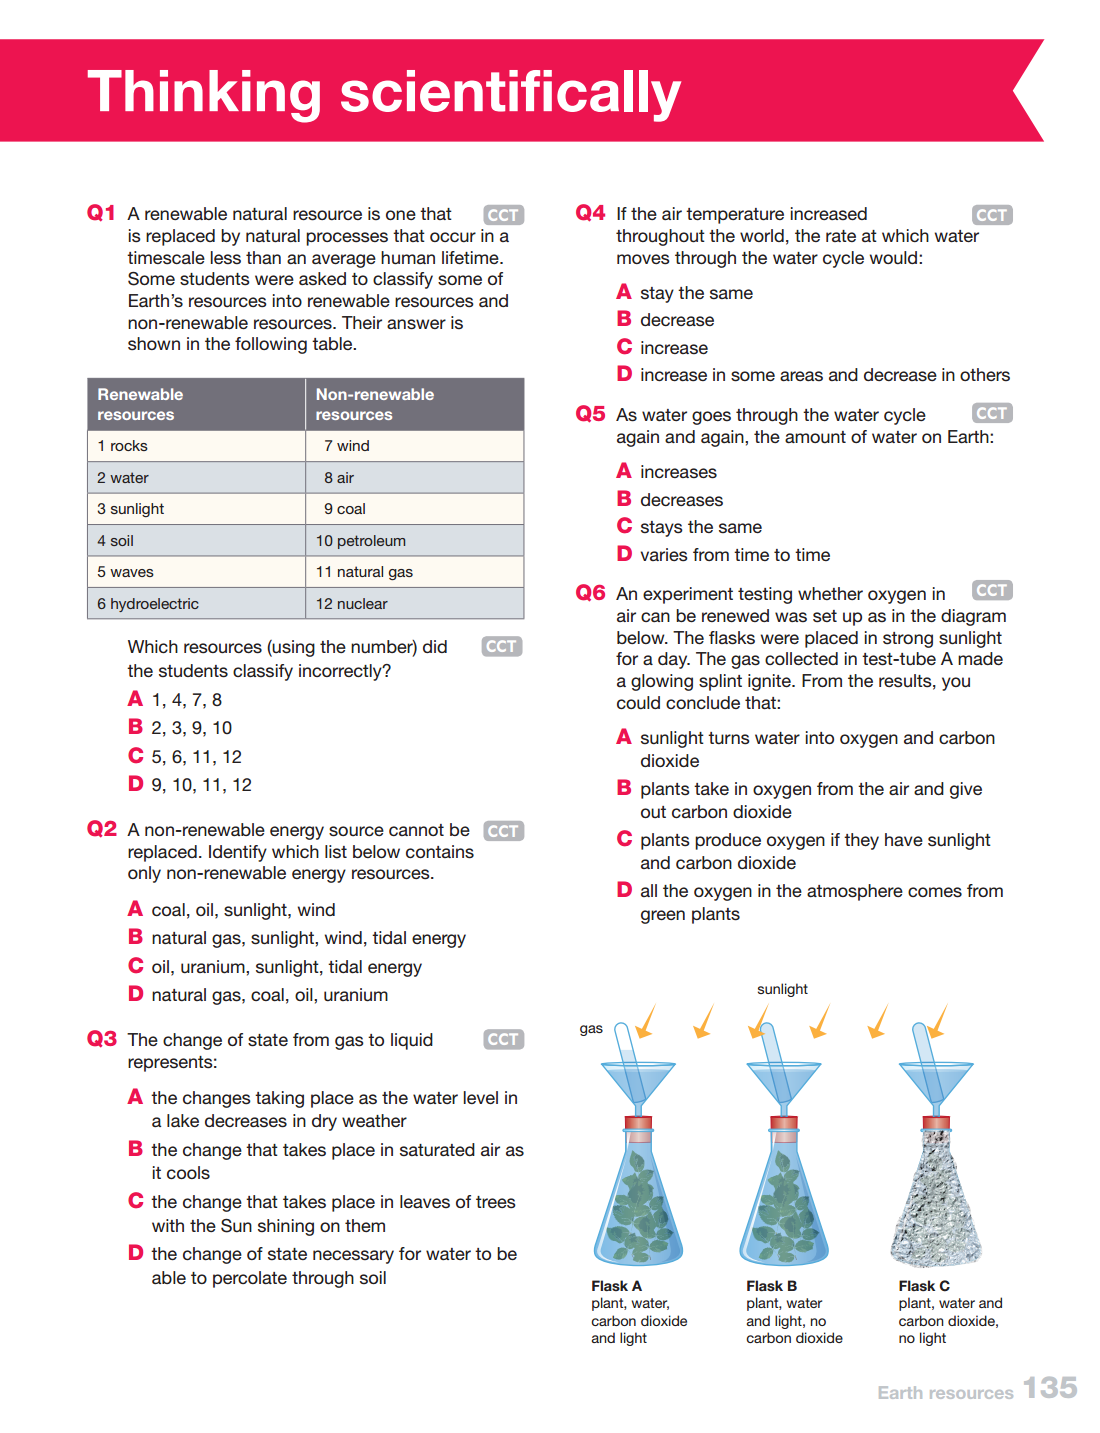 Thinking scientifically
Q1 A renewable natural resource is one that CCT
is replaced by natural processes that occur in a
timescale less than an average human lifetime.
Some students were asked to classify some of
Earth's resources into renewable resources and
non-renewable resources. Their answer is
shown in the following table.
Renewable resources Non-renewable resources
1 rocks 7 wind
2 water 8 air
3 sunlight 9 coal
4 soil 10 petroleum
5 waves 11 natural gas
6 hydroelectric 12 nuclear
Which resources (using the number) did CCT
the students classify incorrectly?
A 1, 4, 7, 8
B 2, 3, 9, 10
C 5, 6, 11, 12
D 9, 10, 11, 12
Q2 A non-renewable energy source cannot be CCT
replaced. Identify which list below contains
only non-renewable energy resources.
A coal, oil, sunlight, wind
B natural gas, sunlight, wind, tidal energy
C oil, uranium, sunlight, tidal energy
D natural gas, coal, oil, uranium
Q3 The change of state from gas to liquid CCT
represents:
A the changes taking place as the water level in
a lake decreases in dry weather
B the change that takes place in saturated air as
it cools
C the change that takes place in leaves of trees
with the Sun shining on them
D the change of state necessary for water to be
able to percolate through soil
Q4 If the air temperature increased CCT
throughout the world, the rate at which water
moves through the water cycle would:
A stay the same
B decrease
C increase
D increase in some areas and decrease in others
Q5 As water goes through the water cycle CCT
again and again, the amount of water on Earth:
A increases
B decreases
C stays the same
D varies from time to time
Q6 An experiment testing whether oxygen in CCT
air can be renewed was set up as in the diagram
below. The flasks were placed in strong sunlight
for a day. The gas collected in test-tube A made
a glowing splint ignite. From the results, you
could conclude that:
A sunlight turns water into oxygen and carbon
dioxide
B plants take in oxygen from the air and give
out carbon dioxide
C plants produce oxygen if they have sunlight
and carbon dioxide
D all the oxygen in the atmosphere comes from
green plants
sunlight
gas
Flask A
plant, water,
carbon dioxide
and light
Flask B
plant, water
and light, no
carbon dioxide
Flask C
plant, water and
carbon dioxide,
no light
Earth resources 135